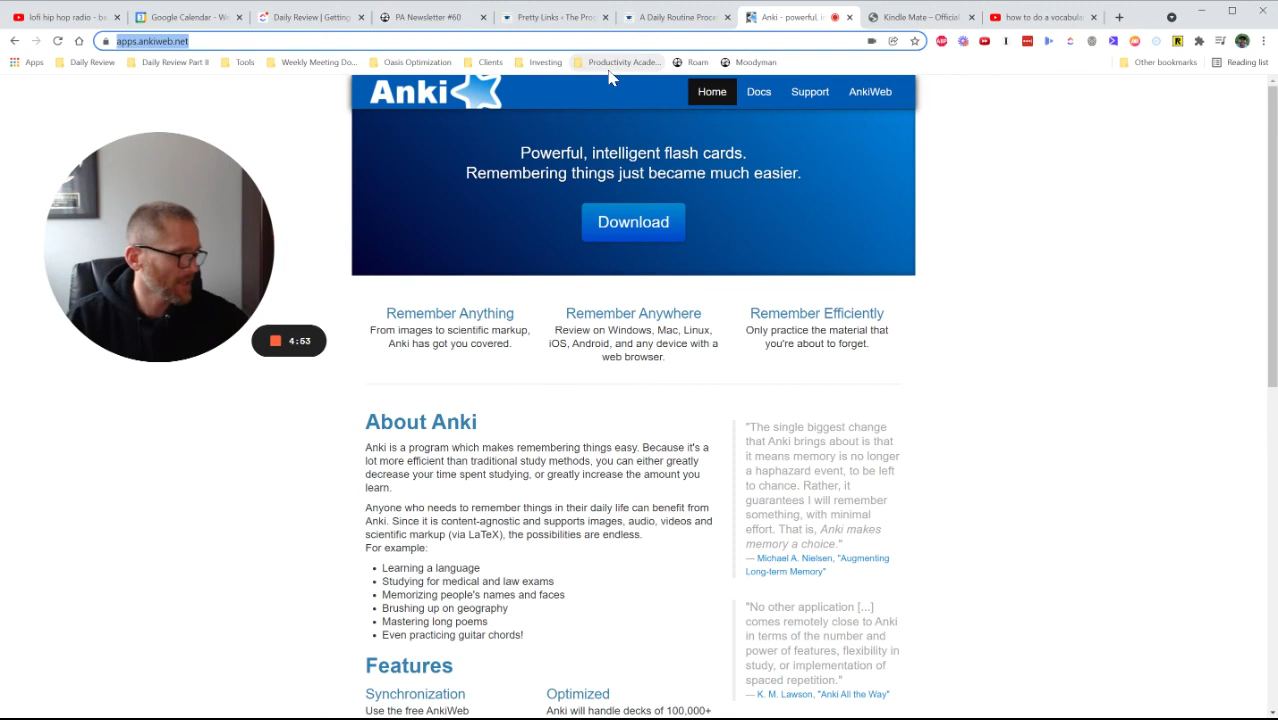 lofi hip hop radio - be
Google Calendar - We
Daily Review | Getting
PA Newsletter #60
Pretty Links ‹ The Proc
A Daily Routine Proce
Anki - powerful, in
Kindle Mate – Official
how to do a vocabula
apps.ankiweb.net
Apps
Daily Review
Daily Review Part II
Tools
Weekly Meeting Do...
Oasis Optimization
Clients
Investing
Productivity Acade...
Roam
Moodyman
Other bookmarks
Reading list
Anki
Home
Docs
Support
AnkiWeb
Powerful, intelligent flash cards.
Remembering things just became much easier.
Download
Remember Anything
From images to scientific markup,
Anki has got you covered.
Remember Anywhere
Review on Windows, Mac, Linux,
iOS, Android, and any device with a
web browser.
Remember Efficiently
Only practice the material that
you're about to forget.
4:53
About Anki
Anki is a program which makes remembering things easy. Because it's a
lot more efficient than traditional study methods, you can either greatly
decrease your time spent studying, or greatly increase the amount you
learn.
Anyone who needs to remember things in their daily life can benefit from
Anki. Since it is content-agnostic and supports images, audio, videos and
scientific markup (via LaTeX), the possibilities are endless.
For example:
Learning a language
Studying for medical and law exams
Memorizing people's names and faces
Brushing up on geography
Mastering long poems
Even practicing guitar chords!
"The single biggest change
that Anki brings about is that
it means memory is no longer
a haphazard event, to be left
to chance. Rather, it
guarantees I will remember
something, with minimal
effort. That is, Anki makes
memory a choice."
— Michael A. Nielsen, "Augmenting
Long-term Memory"
"No other application [...]
comes remotely close to Anki
in terms of the number and
power of features, flexibility in
study, or implementation of
spaced repetition."
— K. M. Lawson, "Anki All the Way"
Features
Synchronization
Use the free AnkiWeb
Optimized
Anki will handle decks of 100,000+